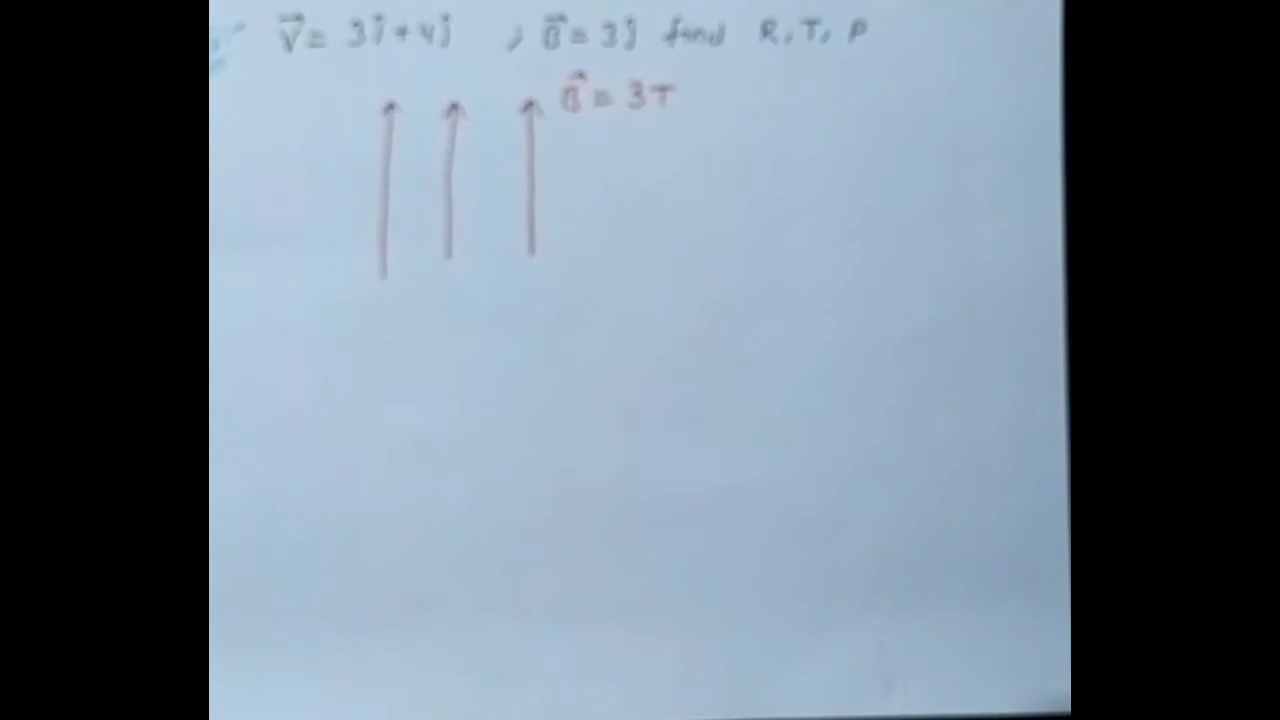 V⃗ = 3î + 4ĵ , B⃗ = 3ĵ find R, T, P
B⃗ = 3T